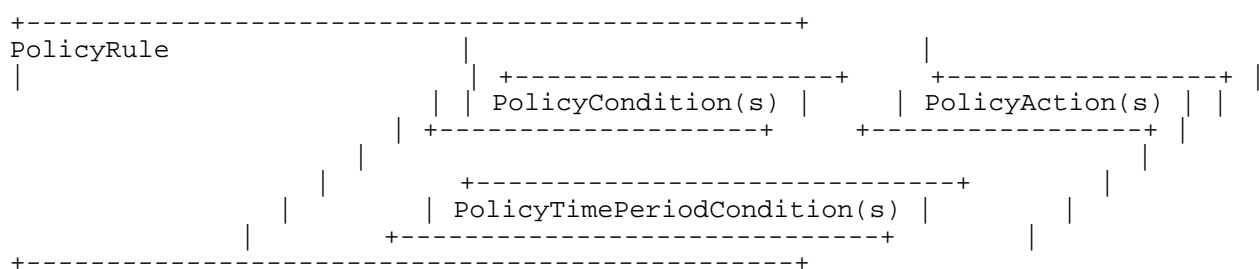 +------------------------------------------------+
PolicyRule | |
| | +--------------------+ +-----------------+ |
| | PolicyCondition(s) | | PolicyAction(s) | |
| +--------------------+ +-----------------+ |
| |
| +------------------------------+ |
| | PolicyTimePeriodCondition(s) | |
| +------------------------------+ |
+------------------------------------------------+